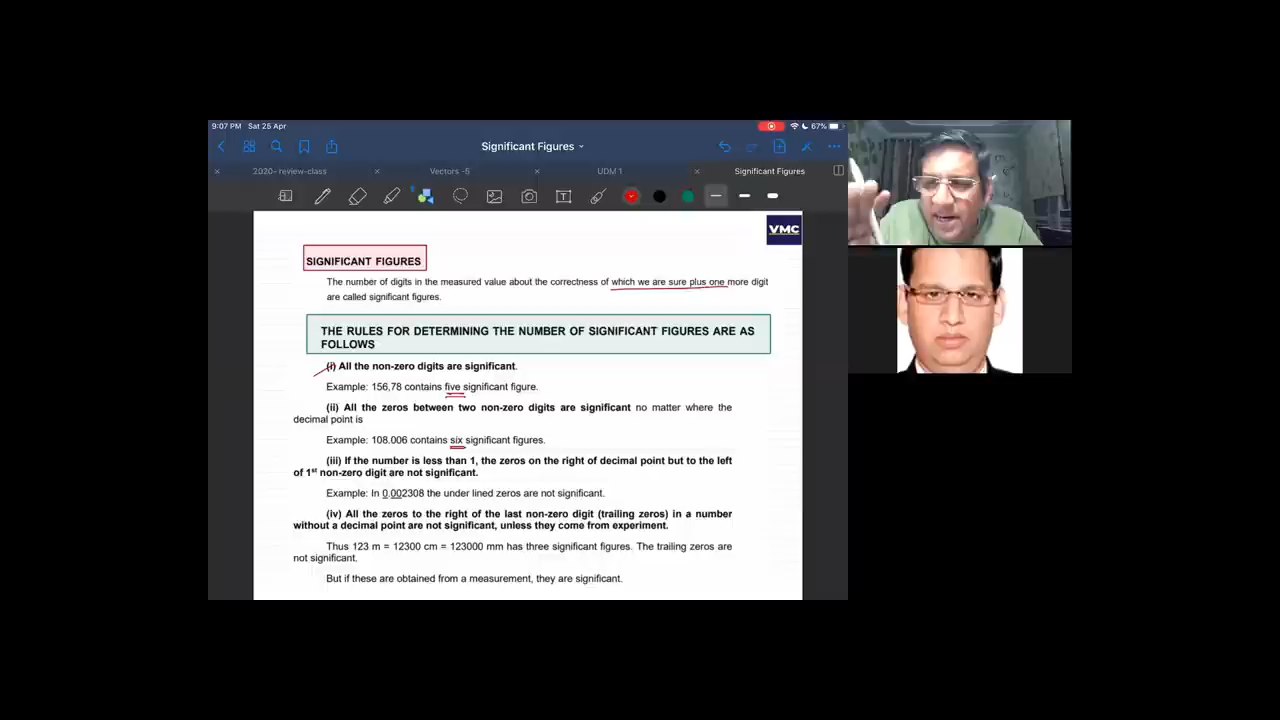 9:07 PM Sat 25 Apr
67%
Significant Figures
2020- review-class
Vectors -5
UDM 1
Significant Figures
VMC
SIGNIFICANT FIGURES
The number of digits in the measured value about the correctness of which we are sure plus one more digit
are called significant figures.
THE RULES FOR DETERMINING THE NUMBER OF SIGNIFICANT FIGURES ARE AS
FOLLOWS
(i) All the non-zero digits are significant.
Example: 156,78 contains five significant figure.
(ii) All the zeros between two non-zero digits are significant no matter where the
decimal point is
Example: 108.006 contains six significant figures.
(iii) If the number is less than 1, the zeros on the right of decimal point but to the left
of 1st non-zero digit are not significant.
Example: In 0.002308 the under lined zeros are not significant.
(iv) All the zeros to the right of the last non-zero digit (trailing zeros) in a number
without a decimal point are not significant, unless they come from experiment.
Thus 123 m = 12300 cm = 123000 mm has three significant figures. The trailing zeros are
not significant.
But if these are obtained from a measurement, they are significant.